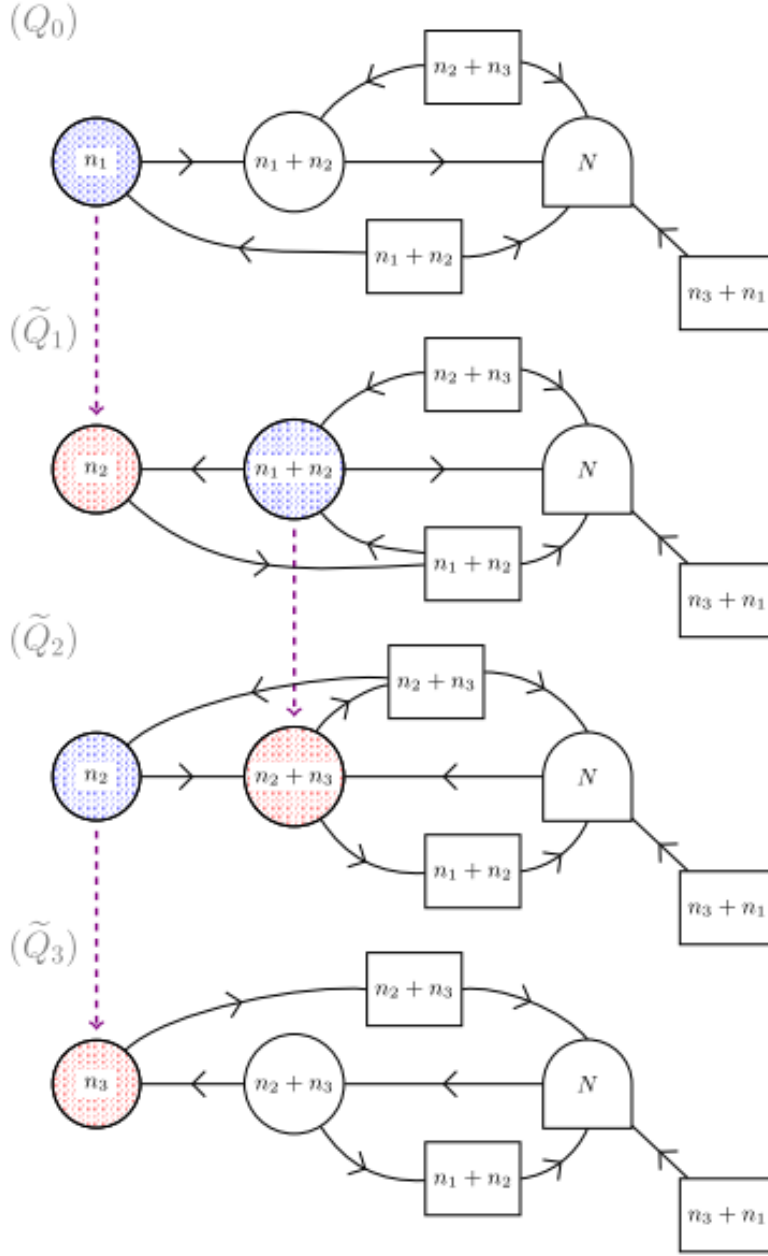 (Q_0)
n_2 + n_3
n_1 n_1 + n_2 N
n_1 + n_2
n_3 + n_1
(\widetilde{Q}_1)
n_2 + n_3
n_2 n_1 + n_2 N
n_1 + n_2
n_3 + n_1
(\widetilde{Q}_2)
n_2 + n_3
n_2 n_2 + n_3 N
n_1 + n_2
n_3 + n_1
(\widetilde{Q}_3)
n_2 + n_3
n_3 n_2 + n_3 N
n_1 + n_2
n_3 + n_1